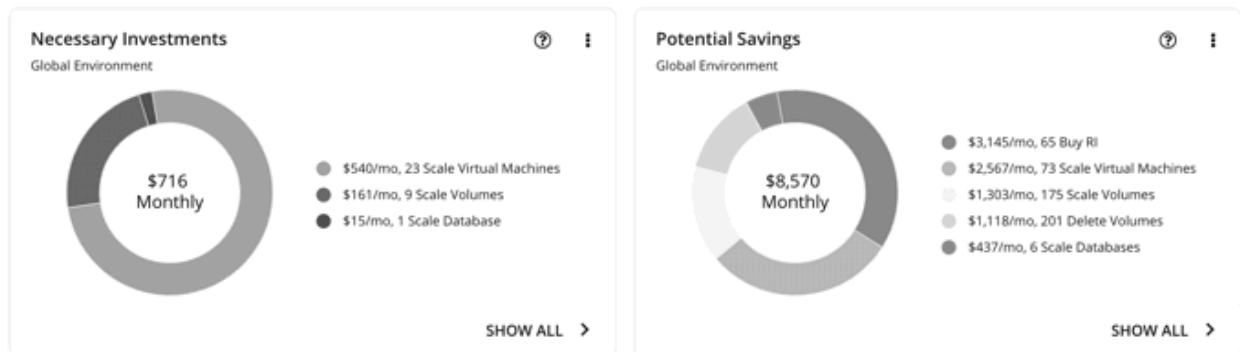 Necessary Investments
Global Environment
$716
Monthly
$540/mo, 23 Scale Virtual Machines
$161/mo, 9 Scale Volumes
$15/mo, 1 Scale Database
SHOW ALL
Potential Savings
Global Environment
$8,570
Monthly
$3,145/mo, 65 Buy RI
$2,567/mo, 73 Scale Virtual Machines
$1,303/mo, 175 Scale Volumes
$1,118/mo, 201 Delete Volumes
$437/mo, 6 Scale Databases
SHOW ALL